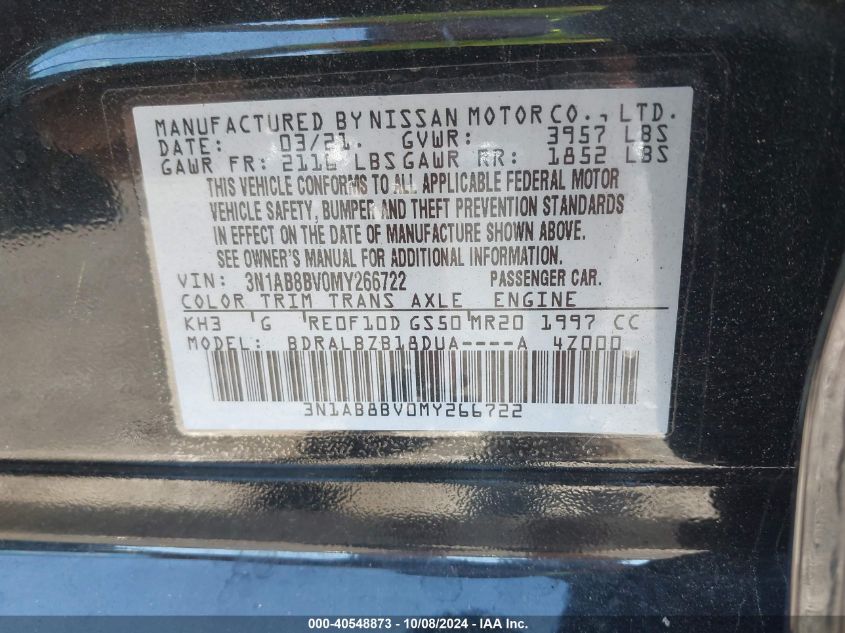 MANUFACTURED BY NISSAN MOTOR CO., LTD.
DATE: 03/21. GVWR: 3957 LBS
GAWR FR: 2116 LBS GAWR RR: 1852 LBS
THIS VEHICLE CONFORMS TO ALL APPLICABLE FEDERAL MOTOR
VEHICLE SAFETY, BUMPER AND THEFT PREVENTION STANDARDS
IN EFFECT ON THE DATE OF MANUFACTURE SHOWN ABOVE.
SEE OWNER'S MANUAL FOR ADDITIONAL INFORMATION.
VIN: 3N1AB8BV0MY266722 PASSENGER CAR.
COLOR TRIM TRANS AXLE ENGINE
KH3 G RE0F10D GS50 MR20 1997 CC
MODEL: BDRALBZB18DUA----A 4Z000
3N1AB8BV0MY266722
000-40548873 - 10/08/2024 - IAA Inc.